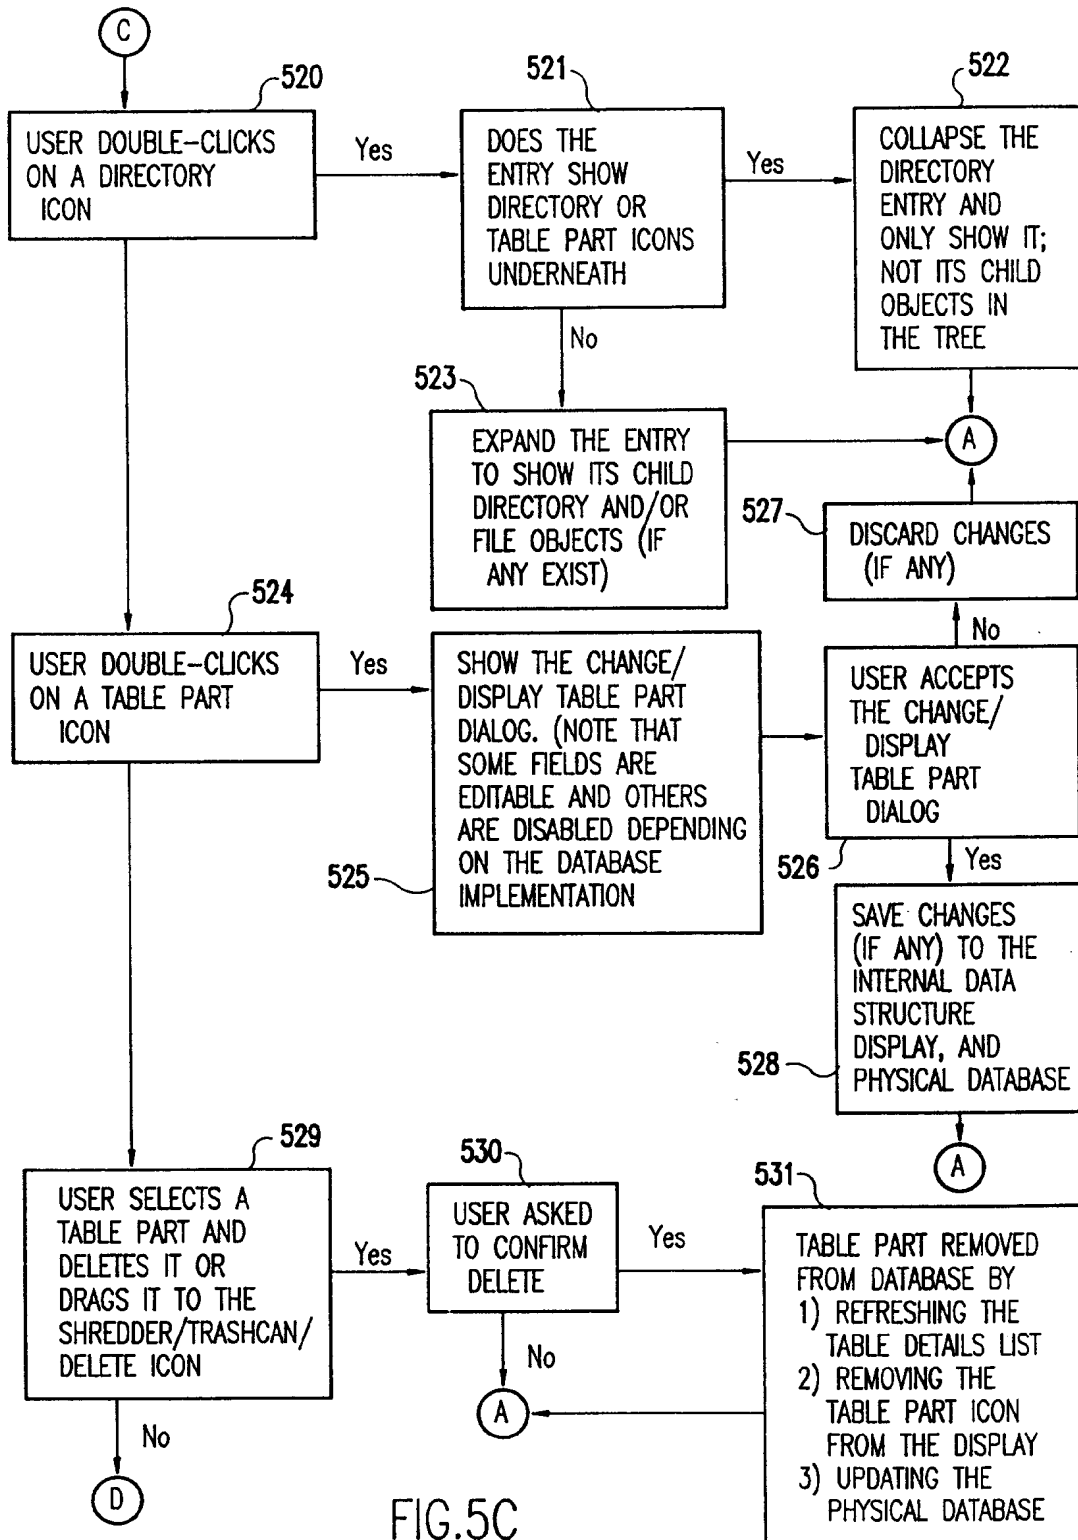 C
520
USER DOUBLE-CLICKS
ON A DIRECTORY
ICON
Yes
521
DOES THE
ENTRY SHOW
DIRECTORY OR
TABLE PART ICONS
UNDERNEATH
Yes
522
COLLAPSE THE
DIRECTORY
ENTRY AND
ONLY SHOW IT;
NOT ITS CHILD
OBJECTS IN
THE TREE
No
523
EXPAND THE ENTRY
TO SHOW ITS CHILD
DIRECTORY AND/OR
FILE OBJECTS (IF
ANY EXIST)
A
527
DISCARD CHANGES
(IF ANY)
No
524
USER DOUBLE-CLICKS
ON A TABLE PART
ICON
Yes
SHOW THE CHANGE/
DISPLAY TABLE PART
DIALOG. (NOTE THAT
SOME FIELDS ARE
EDITABLE AND OTHERS
ARE DISABLED DEPENDING
ON THE DATABASE
IMPLEMENTATION
525
USER ACCEPTS
THE CHANGE/
DISPLAY
TABLE PART
DIALOG
526
Yes
SAVE CHANGES
(IF ANY) TO THE
INTERNAL DATA
STRUCTURE
DISPLAY, AND
PHYSICAL DATABASE
528
A
529
USER SELECTS A
TABLE PART AND
DELETES IT OR
DRAGS IT TO THE
SHREDDER/TRASHCAN/
DELETE ICON
Yes
530
USER ASKED
TO CONFIRM
DELETE
Yes
531
TABLE PART REMOVED
FROM DATABASE BY
1) REFRESHING THE
TABLE DETAILS LIST
2) REMOVING THE
TABLE PART ICON
FROM THE DISPLAY
3) UPDATING THE
PHYSICAL DATABASE
No
A
No
D
FIG.5C